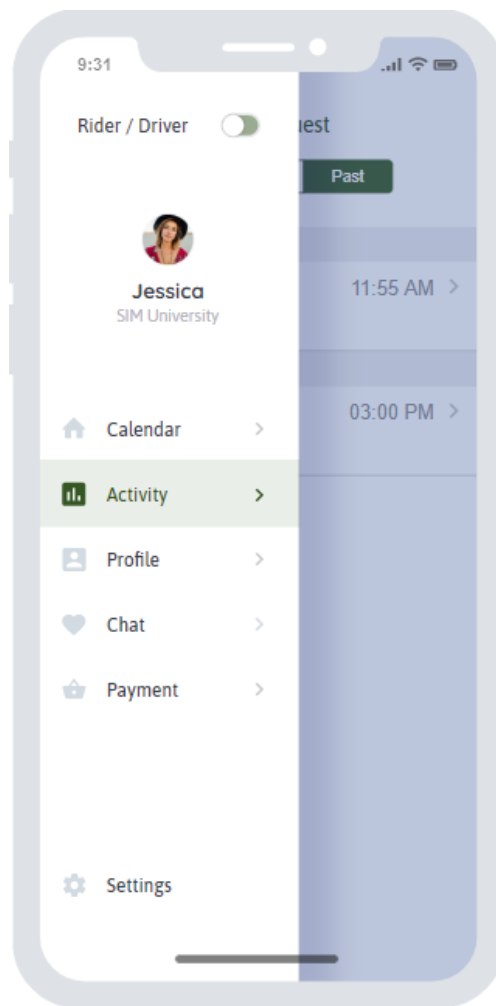 9:31
Rider / Driver
Past
Jessica
SIM University
11:55 AM
Calendar
03:00 PM
Activity
Profile
Chat
Payment
Settings